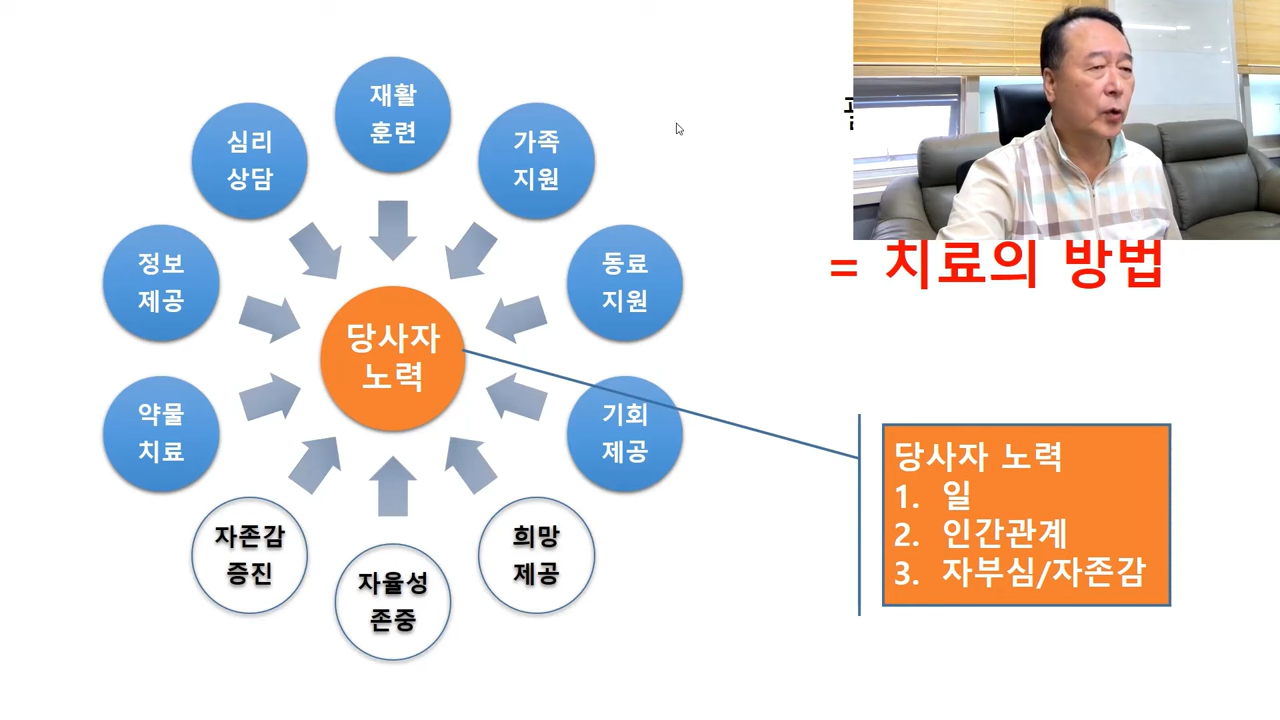 재활
훈련
심리
상담
가족
지원
정보
제공
동료
지원
당사자
노력
약물
치료
기회
제공
자존감
증진
자율성
존중
희망
제공
= 치료의 방법
당사자 노력
1. 일
2. 인간관계
3. 자부심/자존감